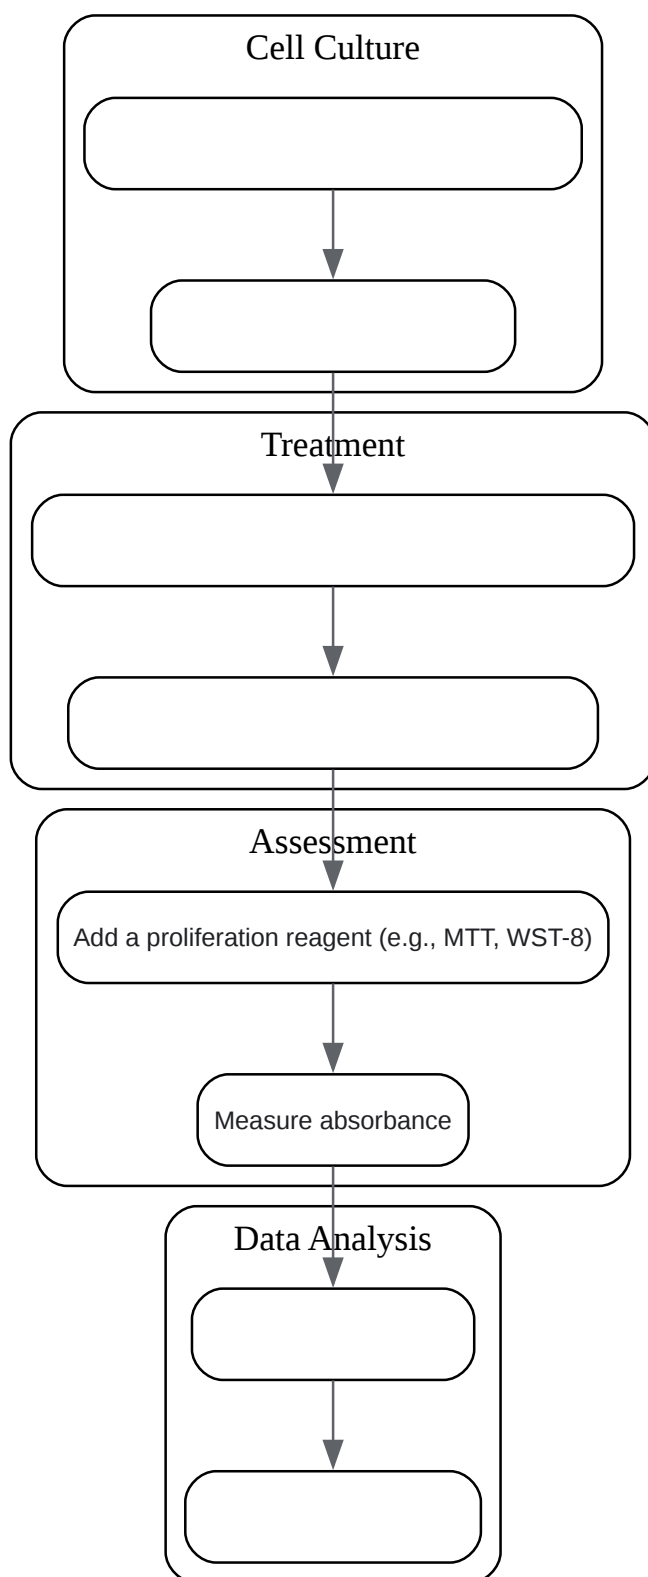 Cell Culture
Treatment
Assessment
Add a proliferation reagent (e.g., MTT, WST-8)
Measure absorbance
Data Analysis